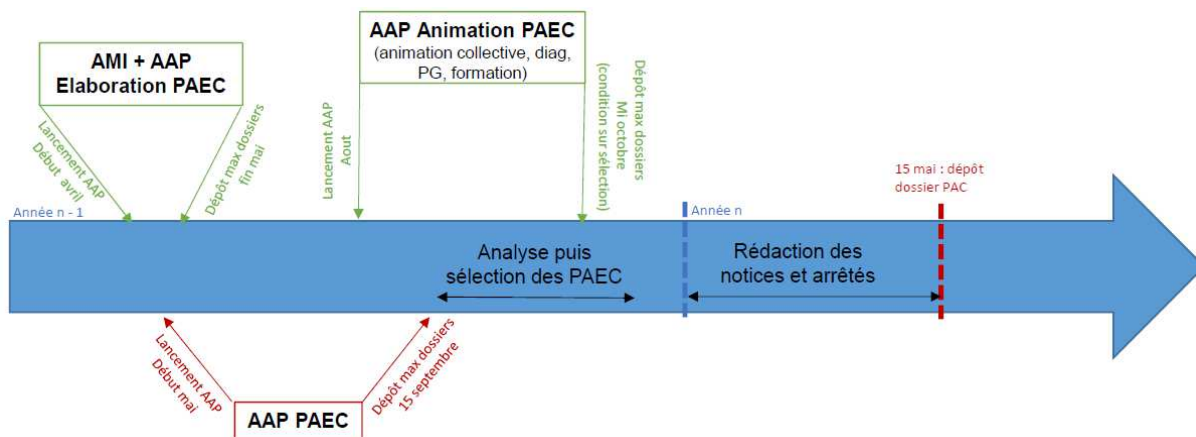 AMI + AAP
Elaboration PAEC
AAP Animation PAEC
(animation collective, diag,
PG, formation)
Lancement AAP
Début avril
Dépôt max dossiers
fin mai
Lancement AAP
Aout
Dépôt max dossiers
Mi octobre
(condition sur sélection)
15 mai : dépôt
dossier PAC
Année n - 1
Année n
Analyse puis
sélection des PAEC
Rédaction des
notices et arrêtés
Lancement AAP
Début mai
Dépôt max dossiers
15 septembre
AAP PAEC